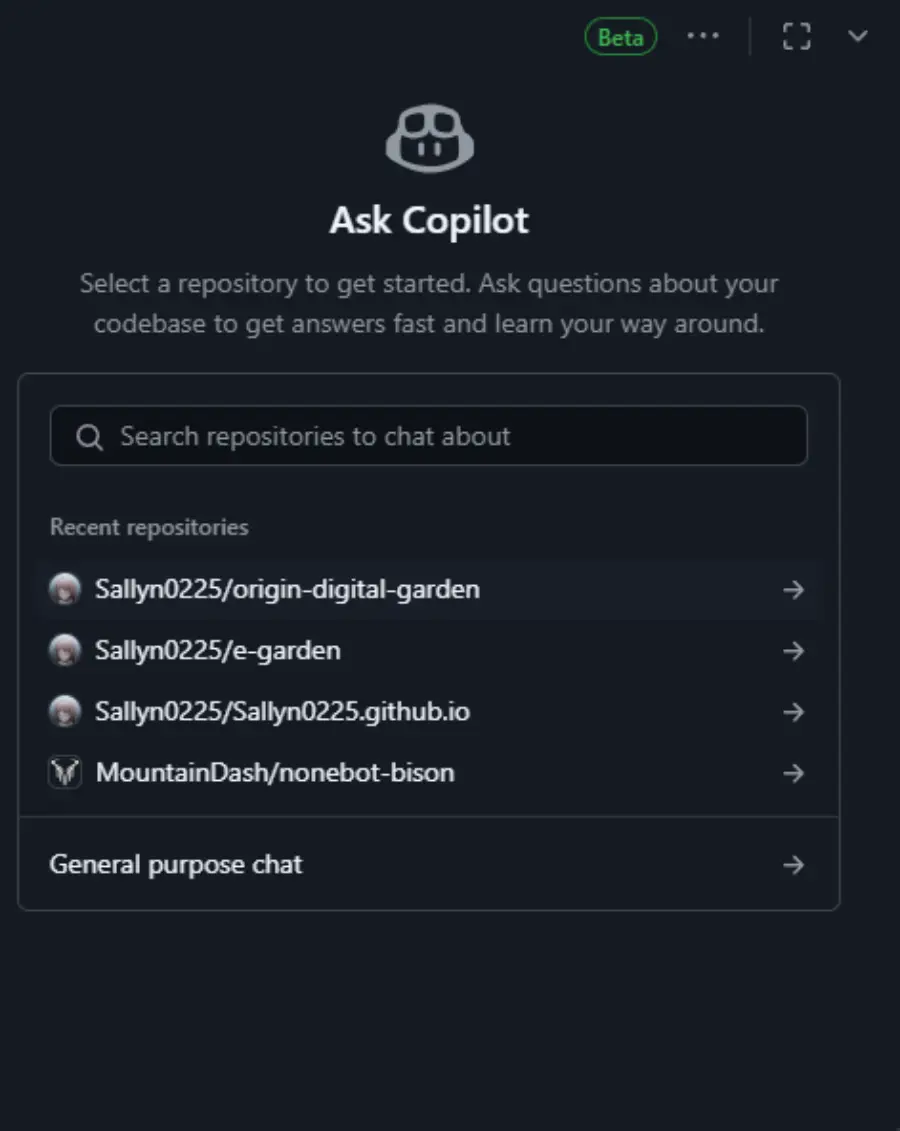 Beta
Ask Copilot
Select a repository to get started. Ask questions about your
codebase to get answers fast and learn your way around.
Search repositories to chat about
Recent repositories
Sallyn0225/origin-digital-garden
Sallyn0225/e-garden
Sallyn0225/Sallyn0225.github.io
MountainDash/nonebot-bison
General purpose chat